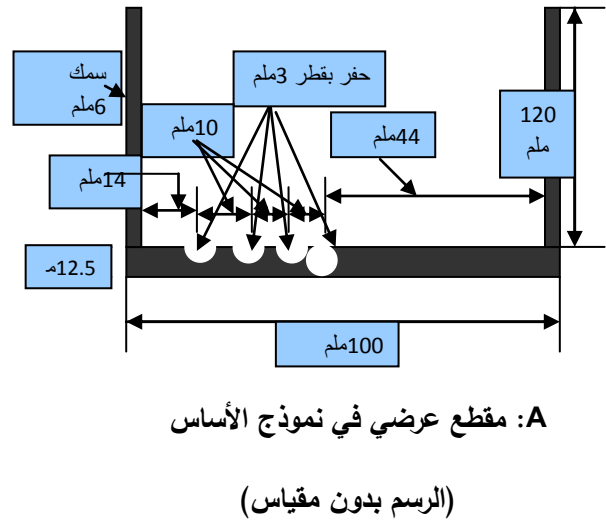 سمك
6ملم
حفر بقطر 3ملم
120
ملم
10ملم
44ملم
14ملم
12.5مـ
100ملم
A: مقطع عرضي في نموذج الأساس
(الرسم بدون مقياس)